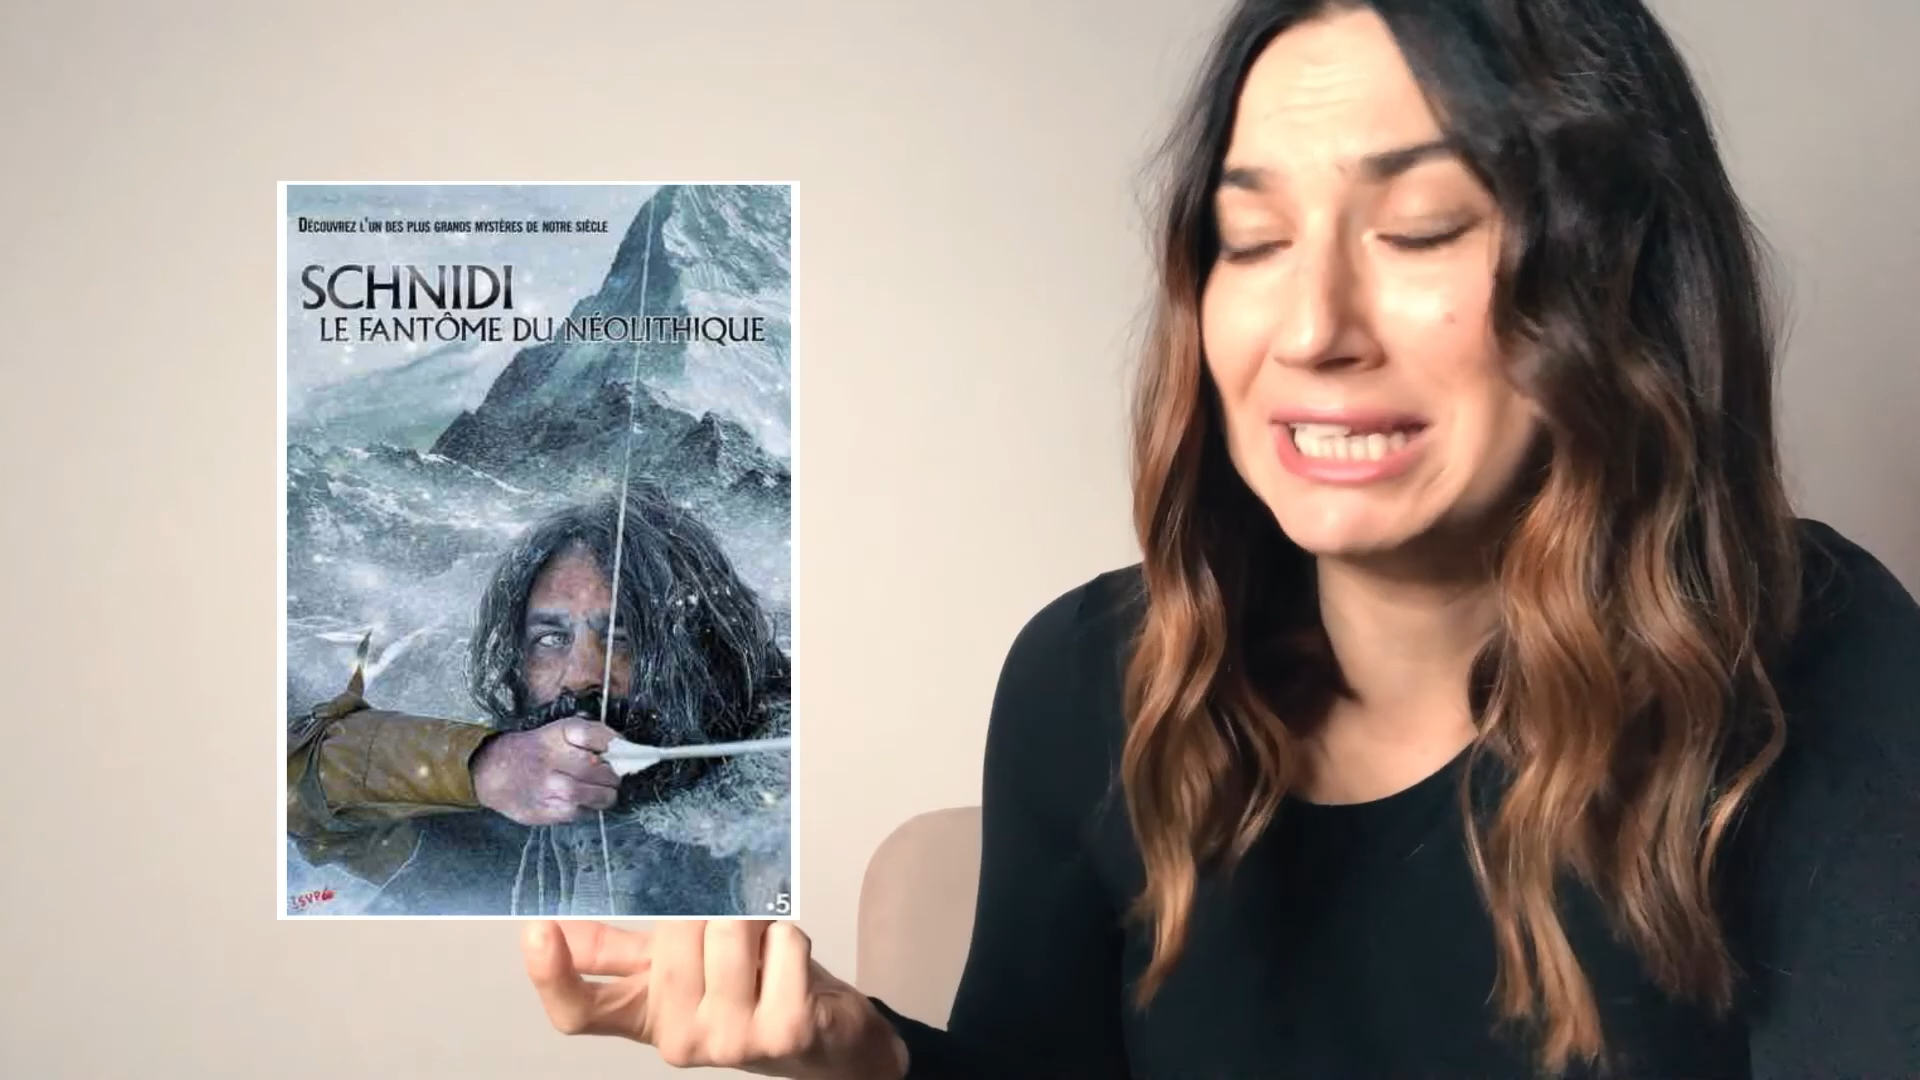 DÉCOUVREZ L'UN DES PLUS GRANDS MYSTÈRES DE NOTRE SIÈCLE
SCHNIDI
LE FANTÔME DU NÉOLITHIQUE
.5